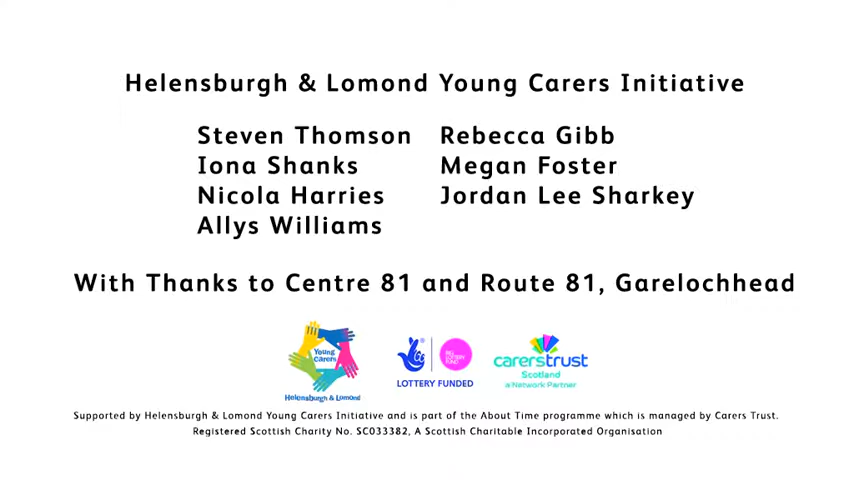 Helensburgh & Lomond Young Carers Initiative
Steven Thomson Rebecca Gibb
Iona Shanks Megan Foster
Nicola Harries Jordan Lee Sharkey
Allys Williams
With Thanks to Centre 81 and Route 81, Garelochhead
Young
Carers
Helensburgh & Lomond
BIG
LOTTERY
FUND
LOTTERY FUNDED
carerstrust
Scotland
a Network Partner
Supported by Helensburgh & Lomond Young Carers Initiative and is part of the About Time programme which is managed by Carers Trust.
Registered Scottish Charity No. SC033382, A Scottish Charitable Incorporated Organisation